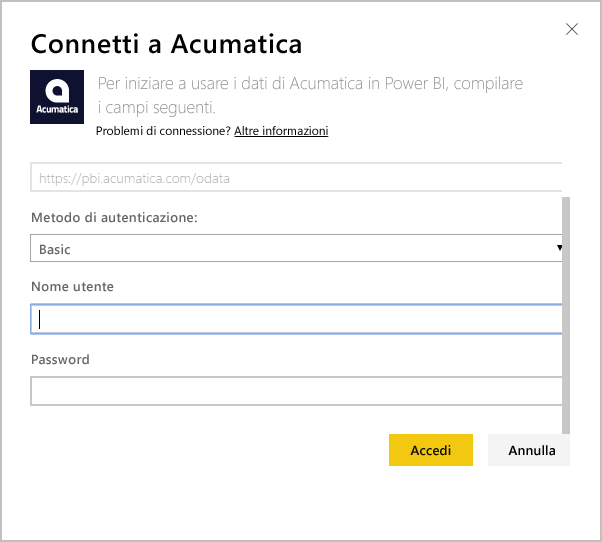 Connetti a Acumatica
Acumatica
Per iniziare a usare i dati di Acumatica in Power BI, compilare
i campi seguenti.
Problemi di connessione? Altre informazioni
https://pbi.acumatica.com/odata
Metodo di autenticazione:
Basic
Nome utente
Password
Accedi
Annulla